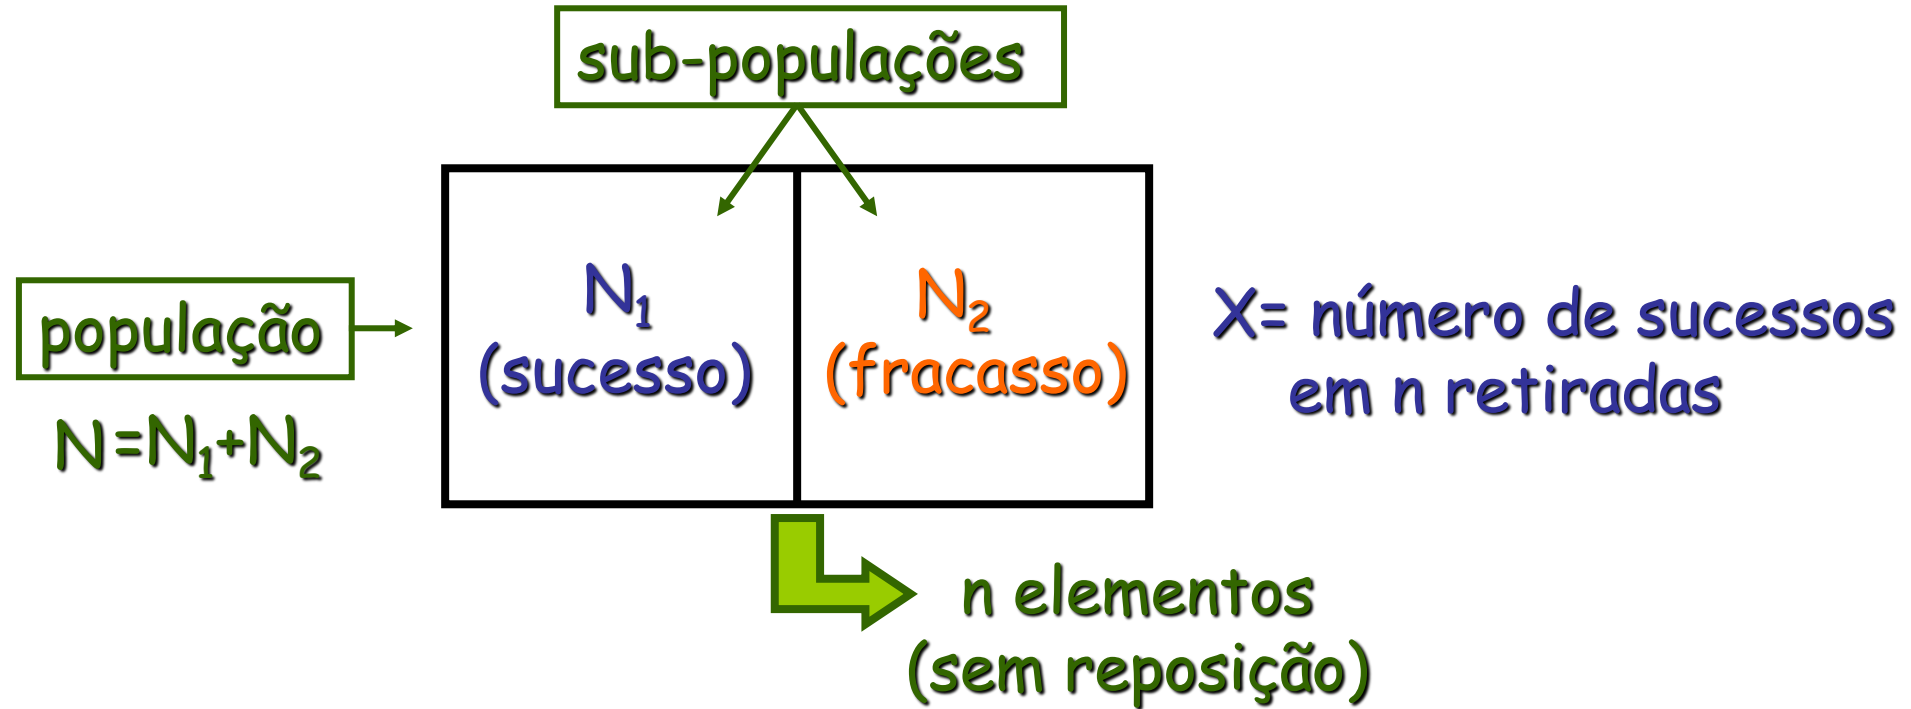 sub-populações
população
N=N₁+N₂
N₁
(sucesso)
N₂
(fracasso)
X= número de sucessos
em n retiradas
n elementos
(sem reposição)